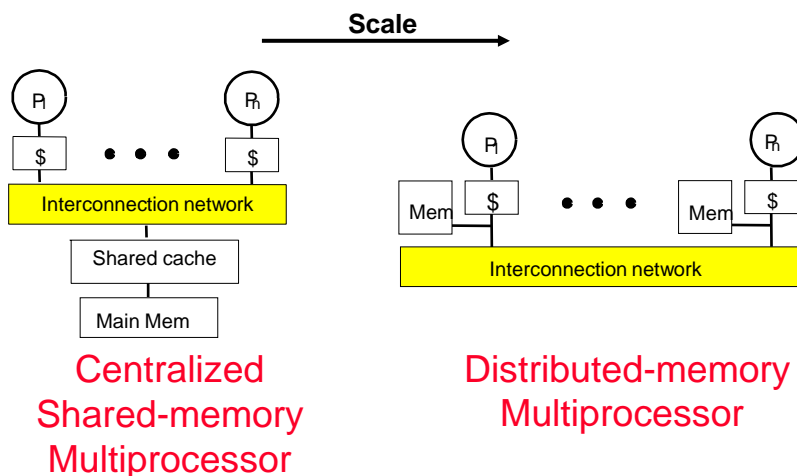 Scale
P1
Pn
$
$
Interconnection network
Shared cache
Main Mem
Centralized
Shared-memory
Multiprocessor
P1
Pn
Mem
$
Mem
$
Interconnection network
Distributed-memory
Multiprocessor